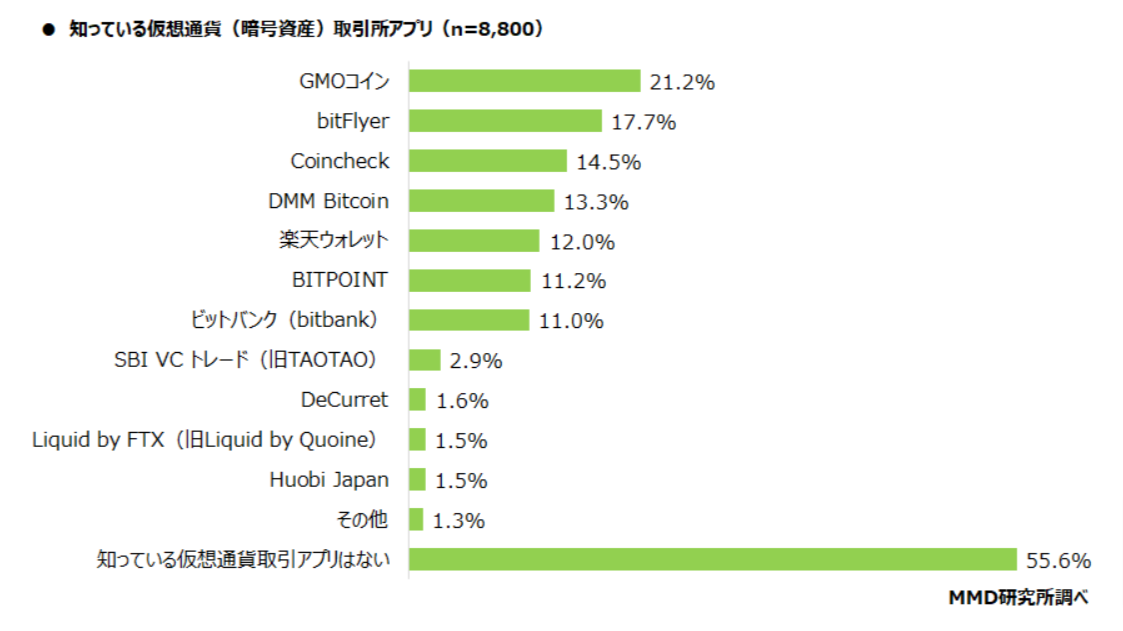 ● 知っている仮想通貨（暗号資産）取引所アプリ（n=8,800）
GMOコイン 21.2%
bitFlyer 17.7%
Coincheck 14.5%
DMM Bitcoin 13.3%
楽天ウォレット 12.0%
BITPOINT 11.2%
ビットバンク（bitbank） 11.0%
SBI VC トレード（旧TAOTAO） 2.9%
DeCurret 1.6%
Liquid by FTX（旧Liquid by Quoine） 1.5%
Huobi Japan 1.5%
その他 1.3%
知っている仮想通貨取引アプリはない 55.6%
MMD研究所調べ